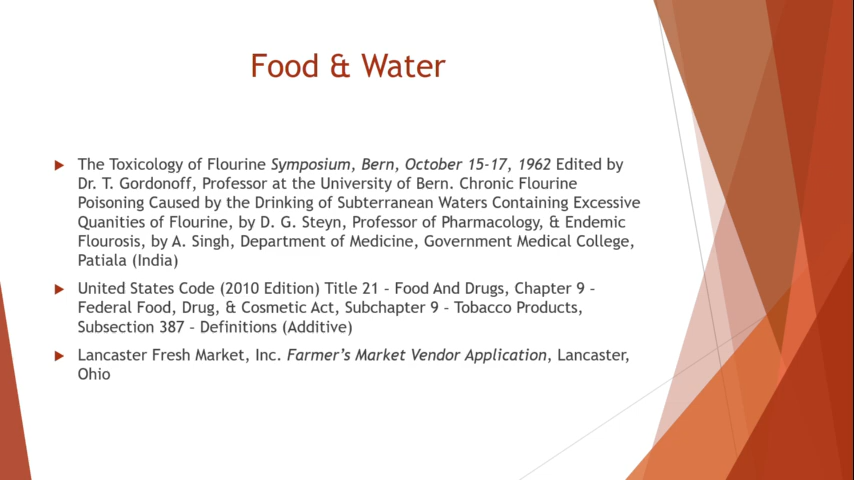 Food & Water
The Toxicology of Flourine Symposium, Bern, October 15-17, 1962 Edited by
Dr. T. Gordonoff, Professor at the University of Bern. Chronic Flourine
Poisoning Caused by the Drinking of Subterranean Waters Containing Excessive
Quanities of Flourine, by D. G. Steyn, Professor of Pharmacology, & Endemic
Flourosis, by A. Singh, Department of Medicine, Government Medical College,
Patiala (India)
United States Code (2010 Edition) Title 21 - Food And Drugs, Chapter 9 -
Federal Food, Drug, & Cosmetic Act, Subchapter 9 - Tobacco Products,
Subsection 387 - Definitions (Additive)
Lancaster Fresh Market, Inc. Farmer's Market Vendor Application, Lancaster,
Ohio